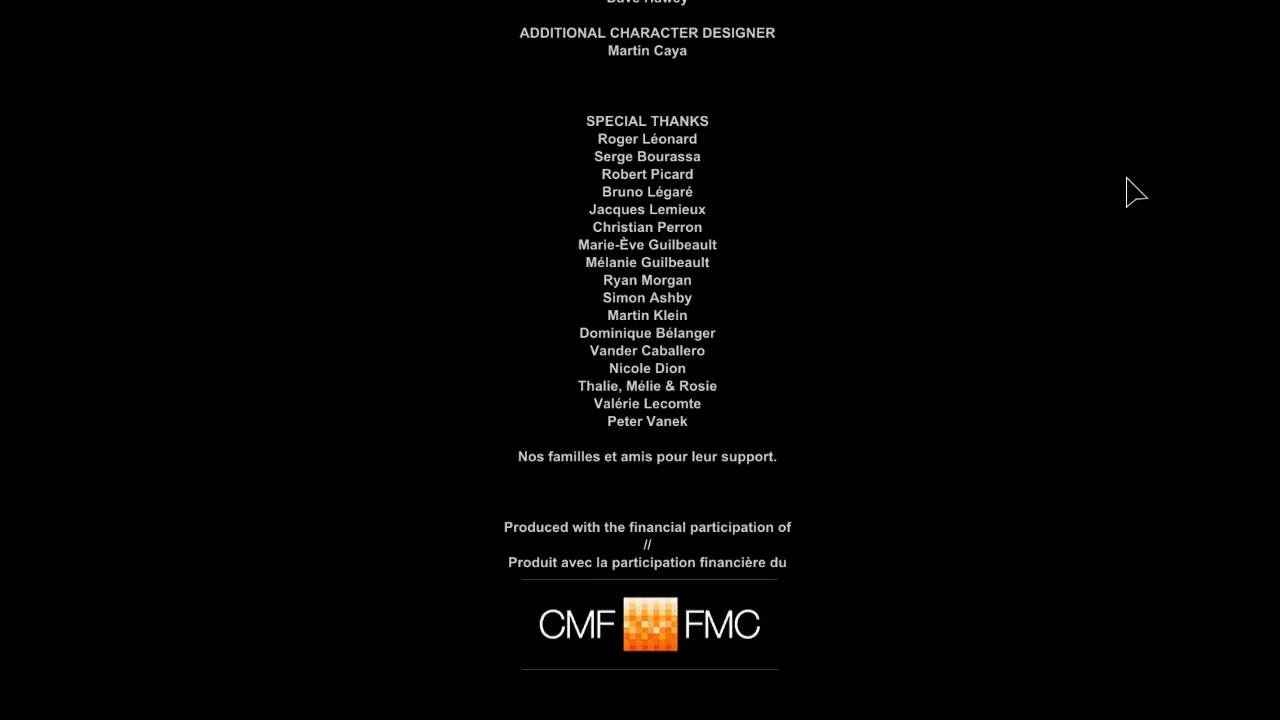 Dave Hawey
ADDITIONAL CHARACTER DESIGNER
Martin Caya
SPECIAL THANKS
Roger Léonard
Serge Bourassa
Robert Picard
Bruno Légaré
Jacques Lemieux
Christian Perron
Marie-Ève Guilbeault
Mélanie Guilbeault
Ryan Morgan
Simon Ashby
Martin Klein
Dominique Bélanger
Vander Caballero
Nicole Dion
Thalie, Mélie & Rosie
Valérie Lecomte
Peter Vanek
Nos familles et amis pour leur support.
Produced with the financial participation of
//
Produit avec la participation financière du
CMF FMC